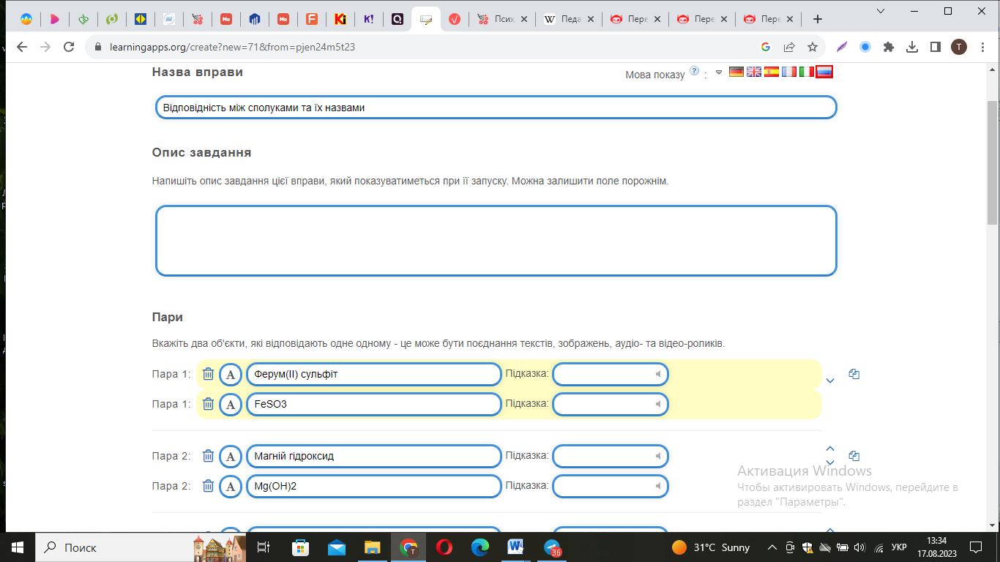 Псих
Педа
Пере
Пере
Пере
learningapps.org/create?new=71&from=pjen24m5t23
T
Назва вправи
Мова показу ? :
Відповідність між сполуками та їх назвами
Опис завдання
Напишіть опис завдання цієї вправи, який показуватиметься при її запуску. Можна залишити поле порожнім.
Пари
Вкажіть два об'єкти, які відповідають одне одному - це може бути поєднання текстів, зображень, аудіо- та відео-роликів.
Пара 1: A Ферум(ІІ) сульфіт Підказка:
Пара 1: A FeSO3 Підказка:
Пара 2: A Магній гідроксид Підказка:
Пара 2: A Mg(OH)2 Підказка:
Активация Windows
Чтобы активировать Windows, перейдите в
раздел "Параметры".
Поиск
36
31°C Sunny
УКР
13:34
17.08.2023